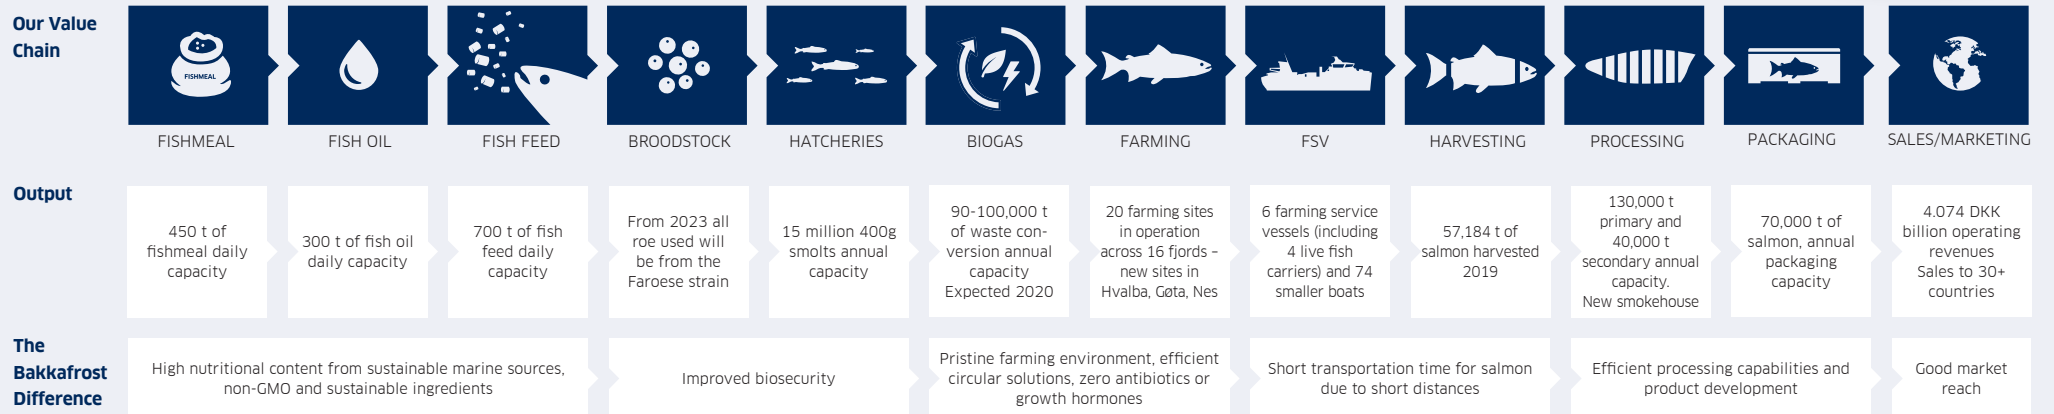 Our Value
Chain
FISHMEAL
FISHMEAL
FISH OIL
FISH FEED
BROODSTOCK
HATCHERIES
BIOGAS
FARMING
FSV
HARVESTING
PROCESSING
PACKAGING
SALES/MARKETING
Output
450 t of
fishmeal daily
capacity
300 t of fish oil
daily capacity
700 t of fish
feed daily
capacity
From 2023 all
roe used will
be from the
Faroese strain
15 million 400g
smolts annual
capacity
90-100,000 t
of waste con-
version annual
capacity
Expected 2020
20 farming sites
in operation
across 16 fjords –
new sites in
Hvalba, Gøta, Nes
6 farming service
vessels (including
4 live fish
carriers) and 74
smaller boats
57,184 t of
salmon harvested
2019
130,000 t
primary and
40,000 t
secondary annual
capacity.
New smokehouse
70,000 t of
salmon, annual
packaging
capacity
4.074 DKK
billion operating
revenues
Sales to 30+
countries
The
Bakkafrost
Difference
High nutritional content from sustainable marine sources,
non-GMO and sustainable ingredients
Improved biosecurity
Pristine farming environment, efficient
circular solutions, zero antibiotics or
growth hormones
Short transportation time for salmon
due to short distances
Efficient processing capabilities and
product development
Good market
reach